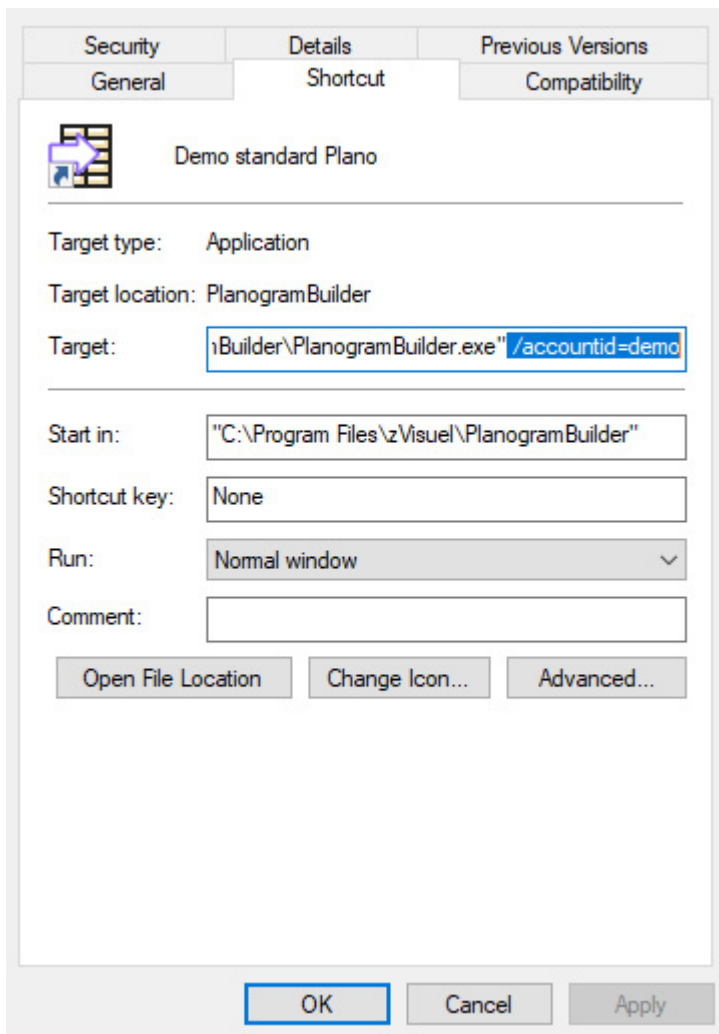 Security Details Previous Versions
General Shortcut Compatibility
Demo standard Plano
Target type: Application
Target location: PlanogramBuilder
Target: ıBuilder\PlanogramBuilder.exe" /accountid=demo
Start in: "C:\Program Files\zVisuel\PlanogramBuilder"
Shortcut key: None
Run: Normal window
Comment:
Open File Location Change Icon... Advanced...
OK Cancel Apply